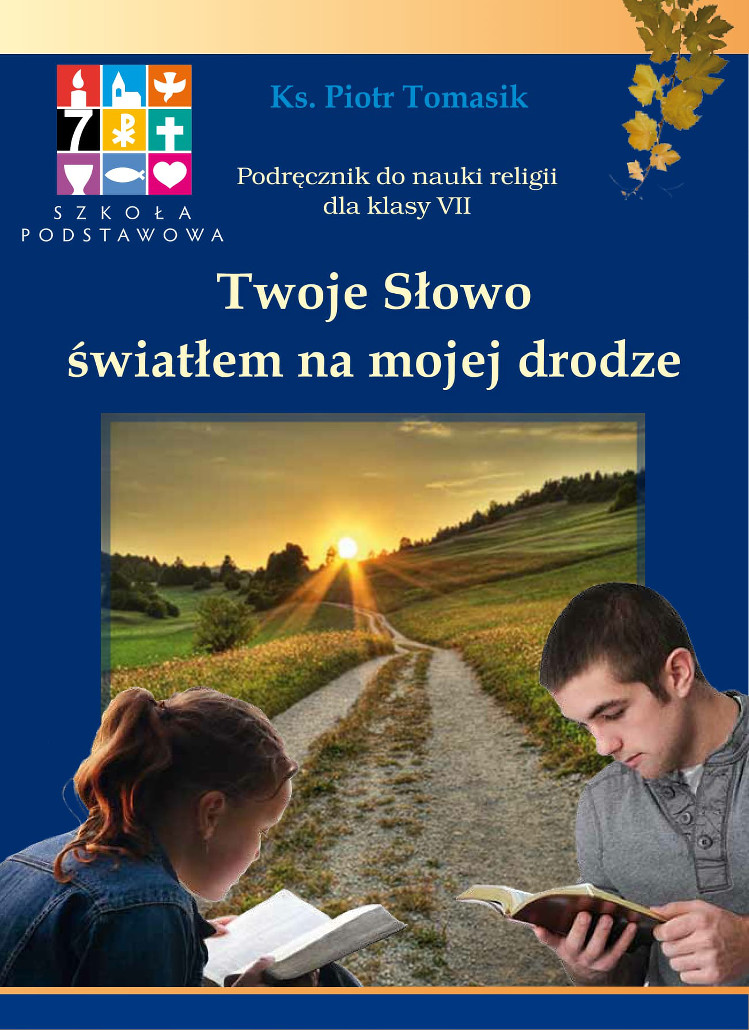 Ks. Piotr Tomasik
7
SZKOŁA
PODSTAWOWA
Podręcznik do nauki religii
dla klasy VII
Twoje Słowo
światłem na mojej drodze